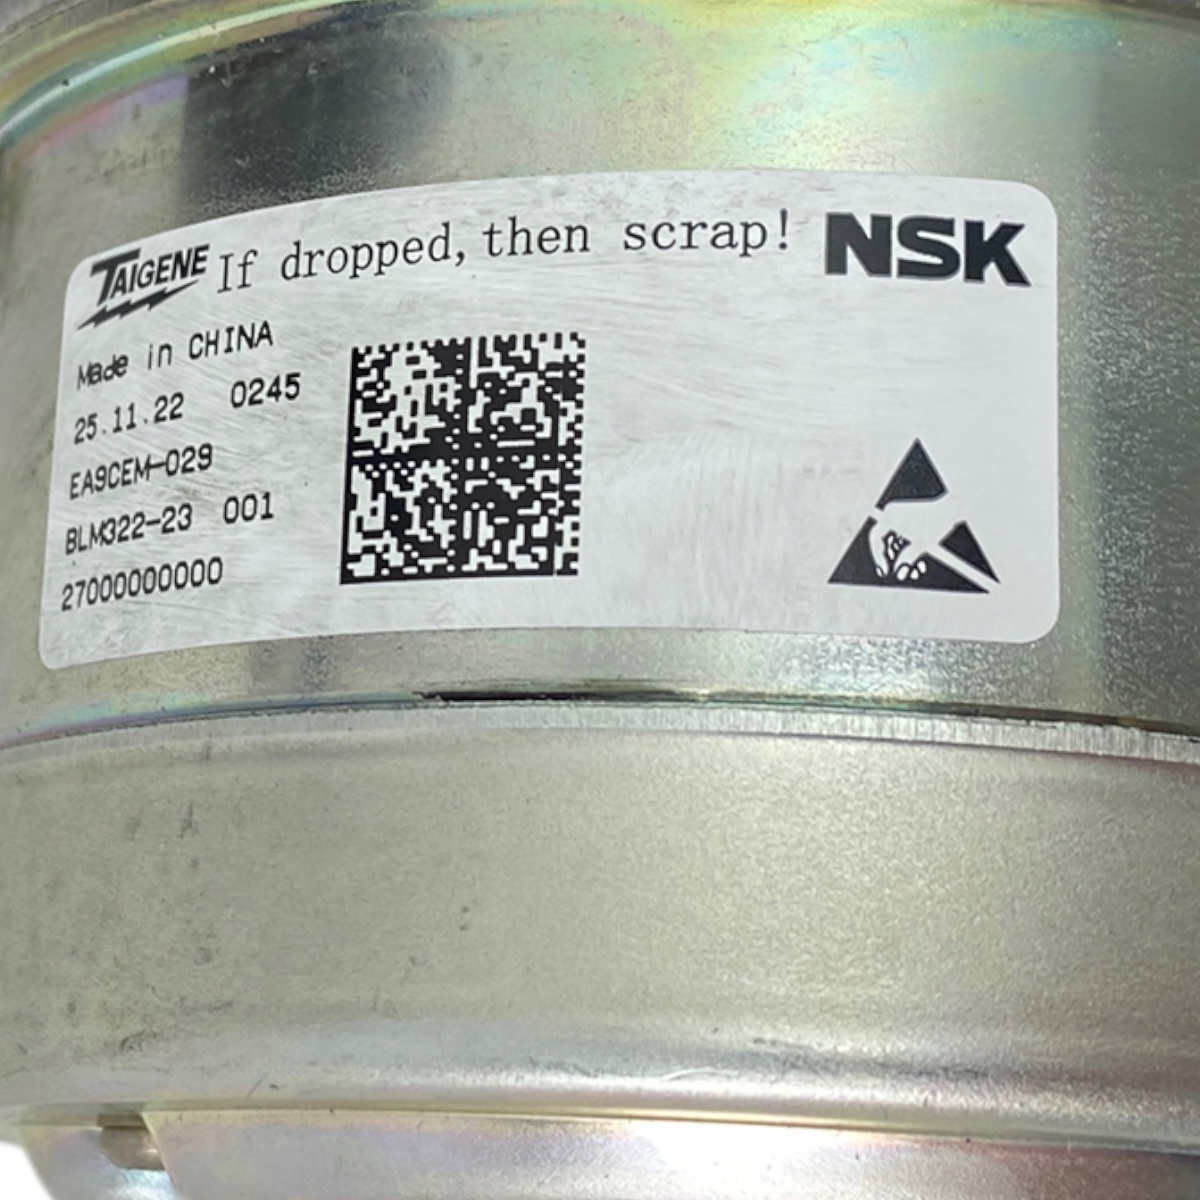 TAIGENE If dropped, then scrap! NSK
Made in CHINA
25.11.22 0245
EA9CEM-029
BLM322-23 001
27000000000